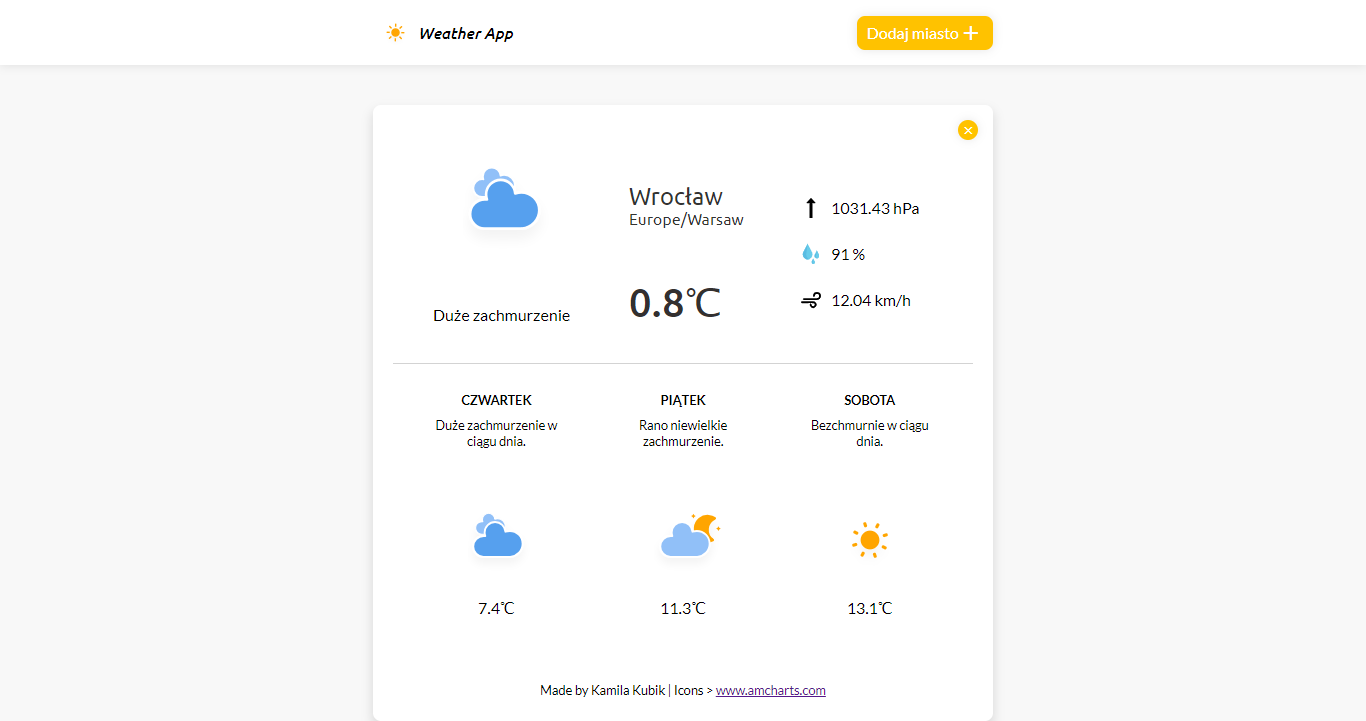 Weather App
Dodaj miasto
Wrocław
Europe/Warsaw
1031.43 hPa
91 %
12.04 km/h
Duże zachmurzenie
0.8℃
CZWARTEK
Duże zachmurzenie w
ciągu dnia.
7.4℃
PIĄTEK
Rano niewielkie
zachmurzenie.
11.3℃
SOBOTA
Bezchmurnie w ciągu
dnia.
13.1℃
Made by Kamila Kubik | Icons > www.amcharts.com